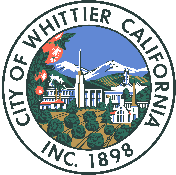 CITY OF WHITTIER CALIFORNIA
INC. 1898